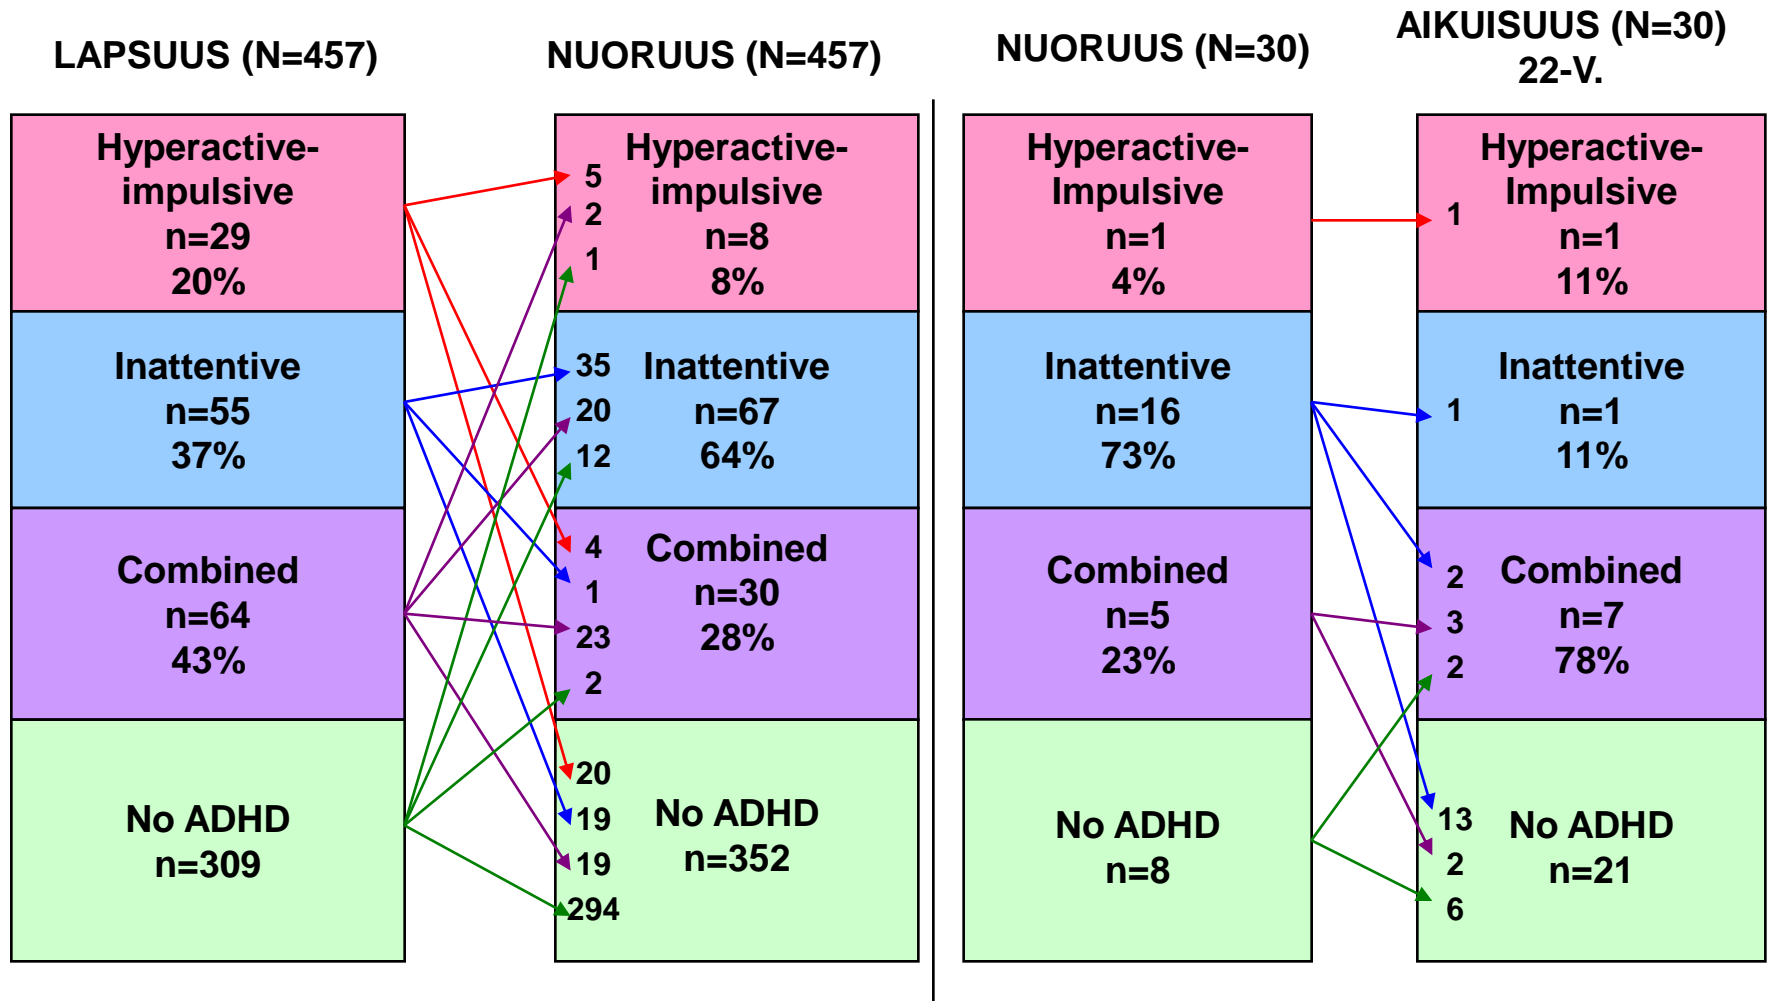 LAPSUUS (N=457)
Hyperactive-
impulsive
n=29
20%
Inattentive
n=55
37%
Combined
n=64
43%
No ADHD
n=309
NUORUUS (N=457)
5
2
1
Hyperactive-
impulsive
n=8
8%
35
20
12
Inattentive
n=67
64%
4
1
23
2
Combined
n=30
28%
20
19
19
294
No ADHD
n=352
NUORUUS (N=30)
Hyperactive-
Impulsive
n=1
4%
Inattentive
n=16
73%
Combined
n=5
23%
No ADHD
n=8
AIKUISUUS (N=30)
22-V.
1
Hyperactive-
Impulsive
n=1
11%
1
Inattentive
n=1
11%
2
3
2
Combined
n=7
78%
13
2
6
No ADHD
n=21